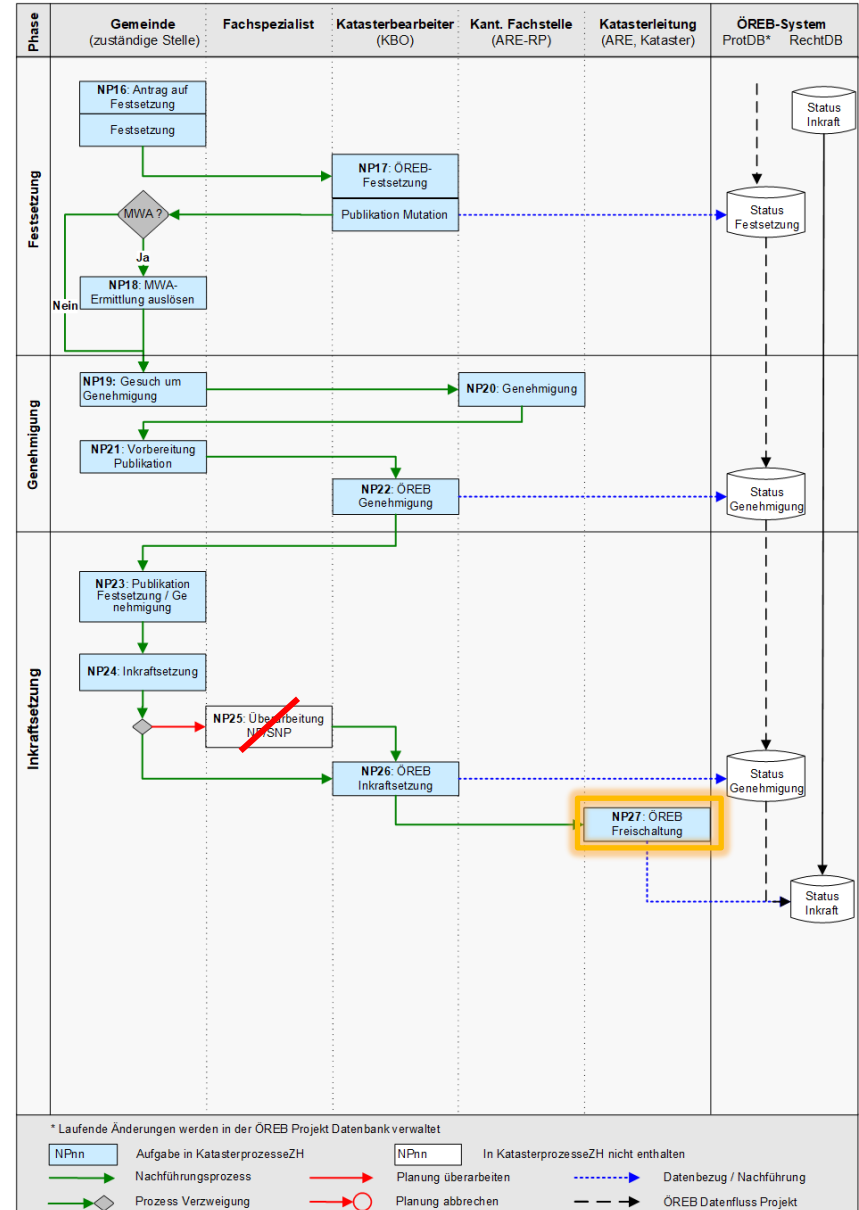 Phase
Gemeinde
(zuständige Stelle)
Fachspezialist
Katasterbearbeiter
(KBO)
Kant. Fachstelle
(ARE-RP)
Katasterleitung
(ARE, Kataster)
ÖREB-System
ProtDB* RechtDB
Festsetzung
NP16: Antrag auf
Festsetzung
Festsetzung
Status
Inkraft
NP17: ÖREB-
Festsetzung
Publikation Mutation
MWA ?
Status
Festsetzung
Ja
NP18: MWA-
Ermittlung auslösen
Nein
Genehmigung
NP19: Gesuch um
Genehmigung
NP20: Genehmigung
NP21: Vorbereitung
Publikation
NP22: ÖREB
Genehmigung
Status
Genehmigung
Inkraftsetzung
NP23: Publikation
Festsetzung / Ge
nehmigung
NP24: Inkraftsetzung
NP25: Überarbeitung
NP/SNP
NP26: ÖREB
Inkraftsetzung
Status
Genehmigung
NP27: ÖREB
Freischaltung
Status
Inkraft
* Laufende Änderungen werden in der ÖREB Projekt Datenbank verwaltet
NPnn Aufgabe in KatasterprozesseZH NPnn In KatasterprozesseZH nicht enthalten
Nachführungsprozess Planung überarbeiten Datenbezug / Nachführung
Prozess Verzweigung Planung abbrechen ÖREB Datenfluss Projekt